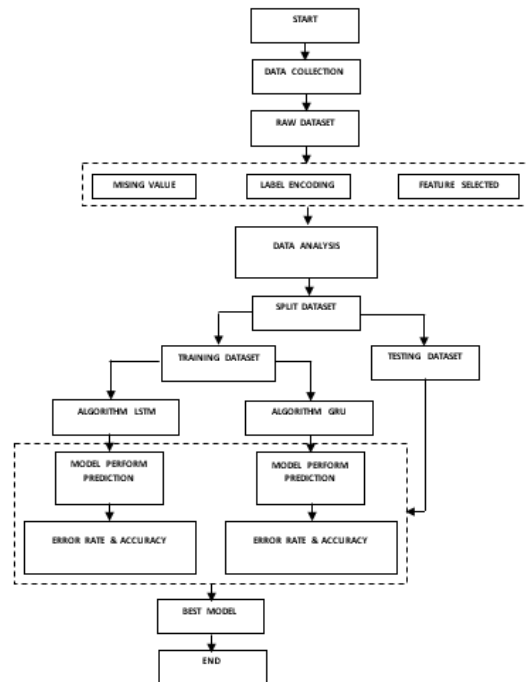 START
DATA COLLECTION
RAW DATASET
MISING VALUE
LABEL ENCODING
FEATURE SELECTED
DATA ANALYSIS
SPLIT DATASET
TRAINING DATASET
TESTING DATASET
ALGORITHM LSTM
ALGORITHM GRU
MODEL PERFORM
PREDICTION
MODEL PERFORM
PREDICTION
ERROR RATE & ACCURACY
ERROR RATE & ACCURACY
BEST MODEL
END